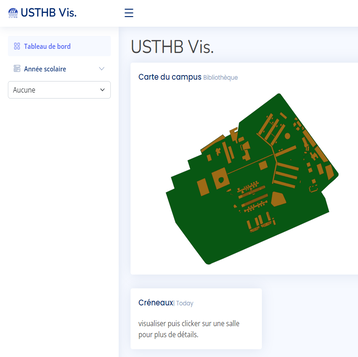 USTHB Vis.
Tableau de bord
Année scolaire
Aucune
USTHB Vis.
Carte du campus Bibliothèque
Créneaux| Today
visualiser puis clicker sur une salle
pour plus de détails.